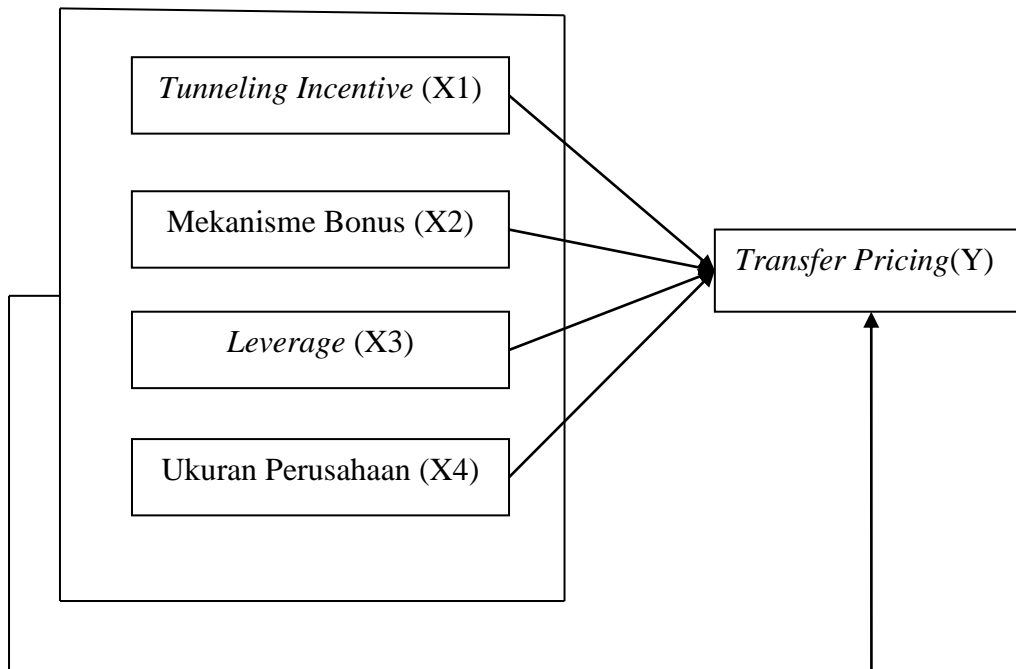 Tunneling Incentive (X1)
Mekanisme Bonus (X2)
Transfer Pricing(Y)
Leverage (X3)
Ukuran Perusahaan (X4)